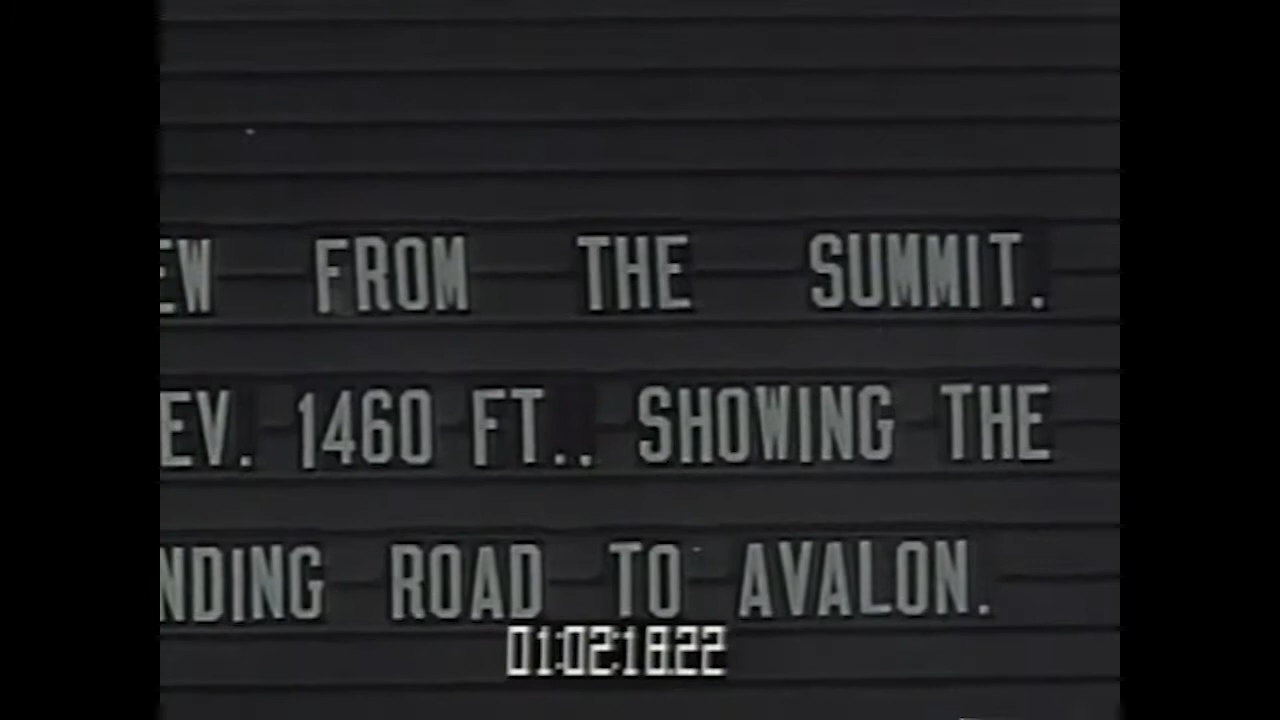 EW FROM THE SUMMIT.
EV. 1460 FT.. SHOWING THE
NDING ROAD TO AVALON.
01:02:18.22